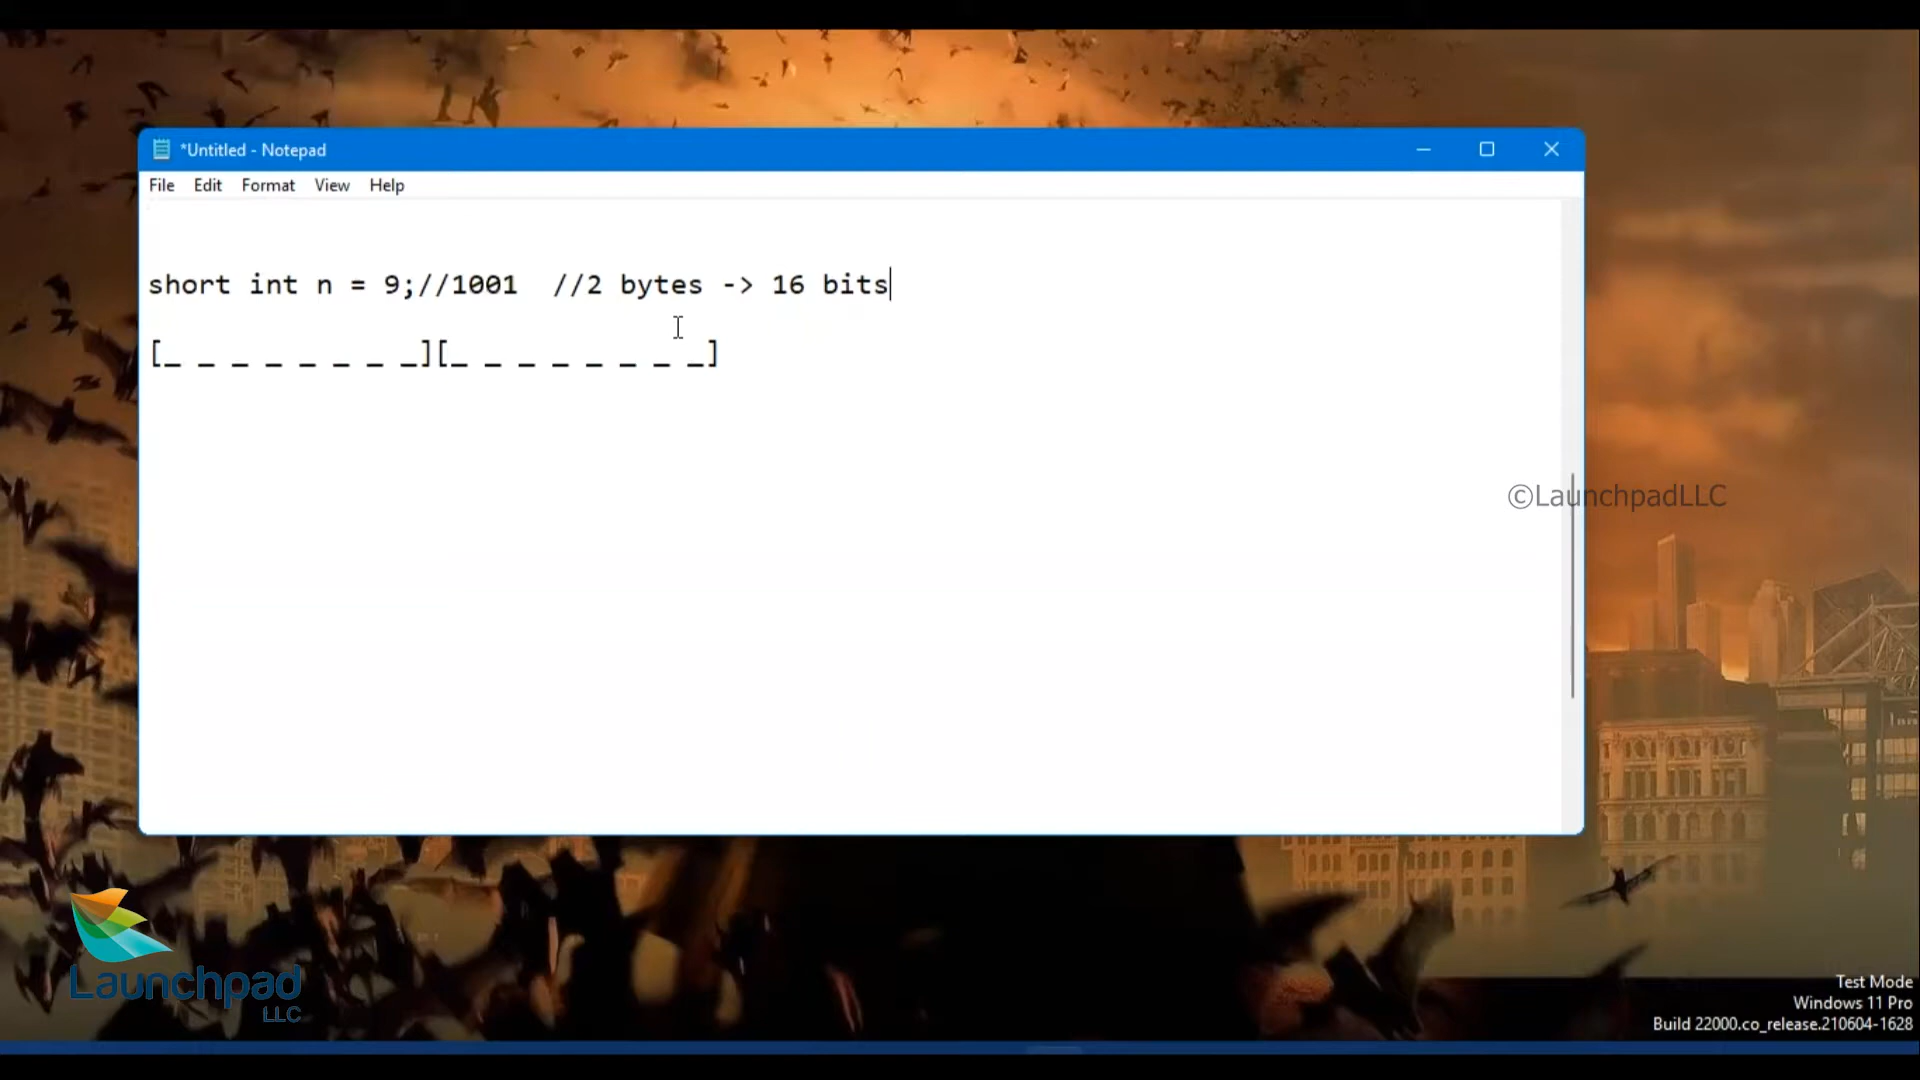 *Untitled - Notepad
File Edit Format View Help
short int n = 9;//1001  //2 bytes -> 16 bits
[_ _ _ _ _ _ _ _][_ _ _ _ _ _ _ _]
©LaunchpadLLC
Launchpad
LLC
Test Mode
Windows 11 Pro
Build 22000.co_release.210604-1628